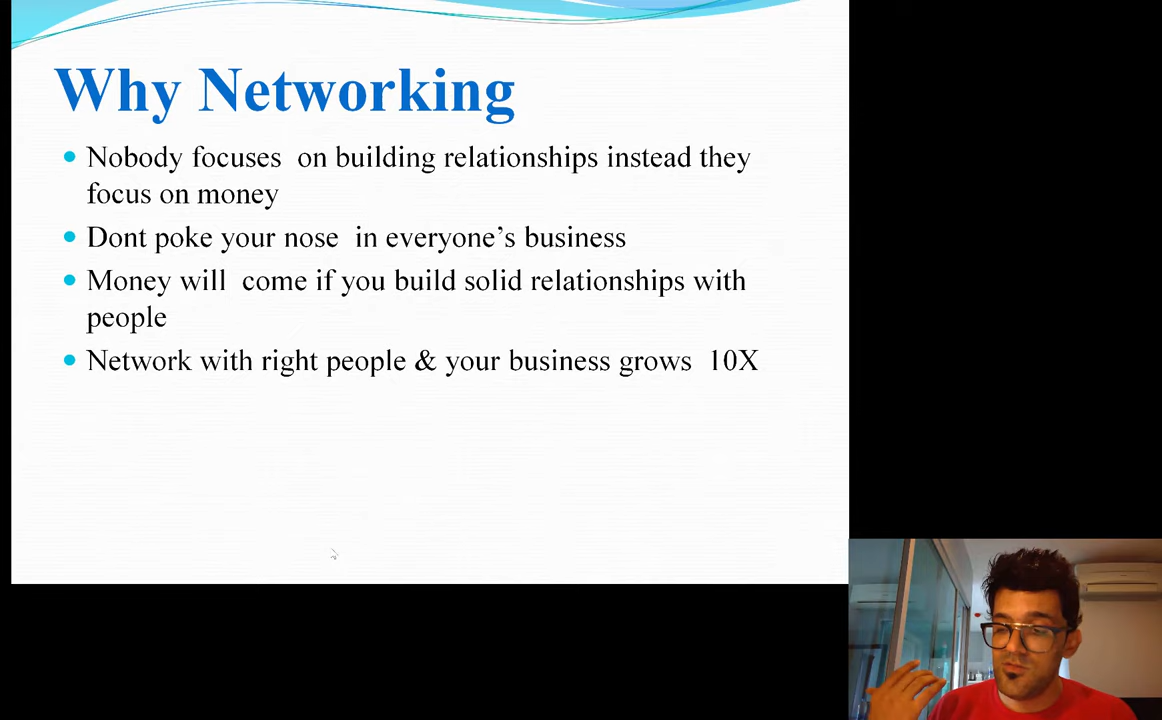 Why Networking
Nobody focuses  on building relationships instead they
focus on money
Dont poke your nose  in everyone’s business
Money will  come if you build solid relationships with
people
Network with right people & your business grows  10X